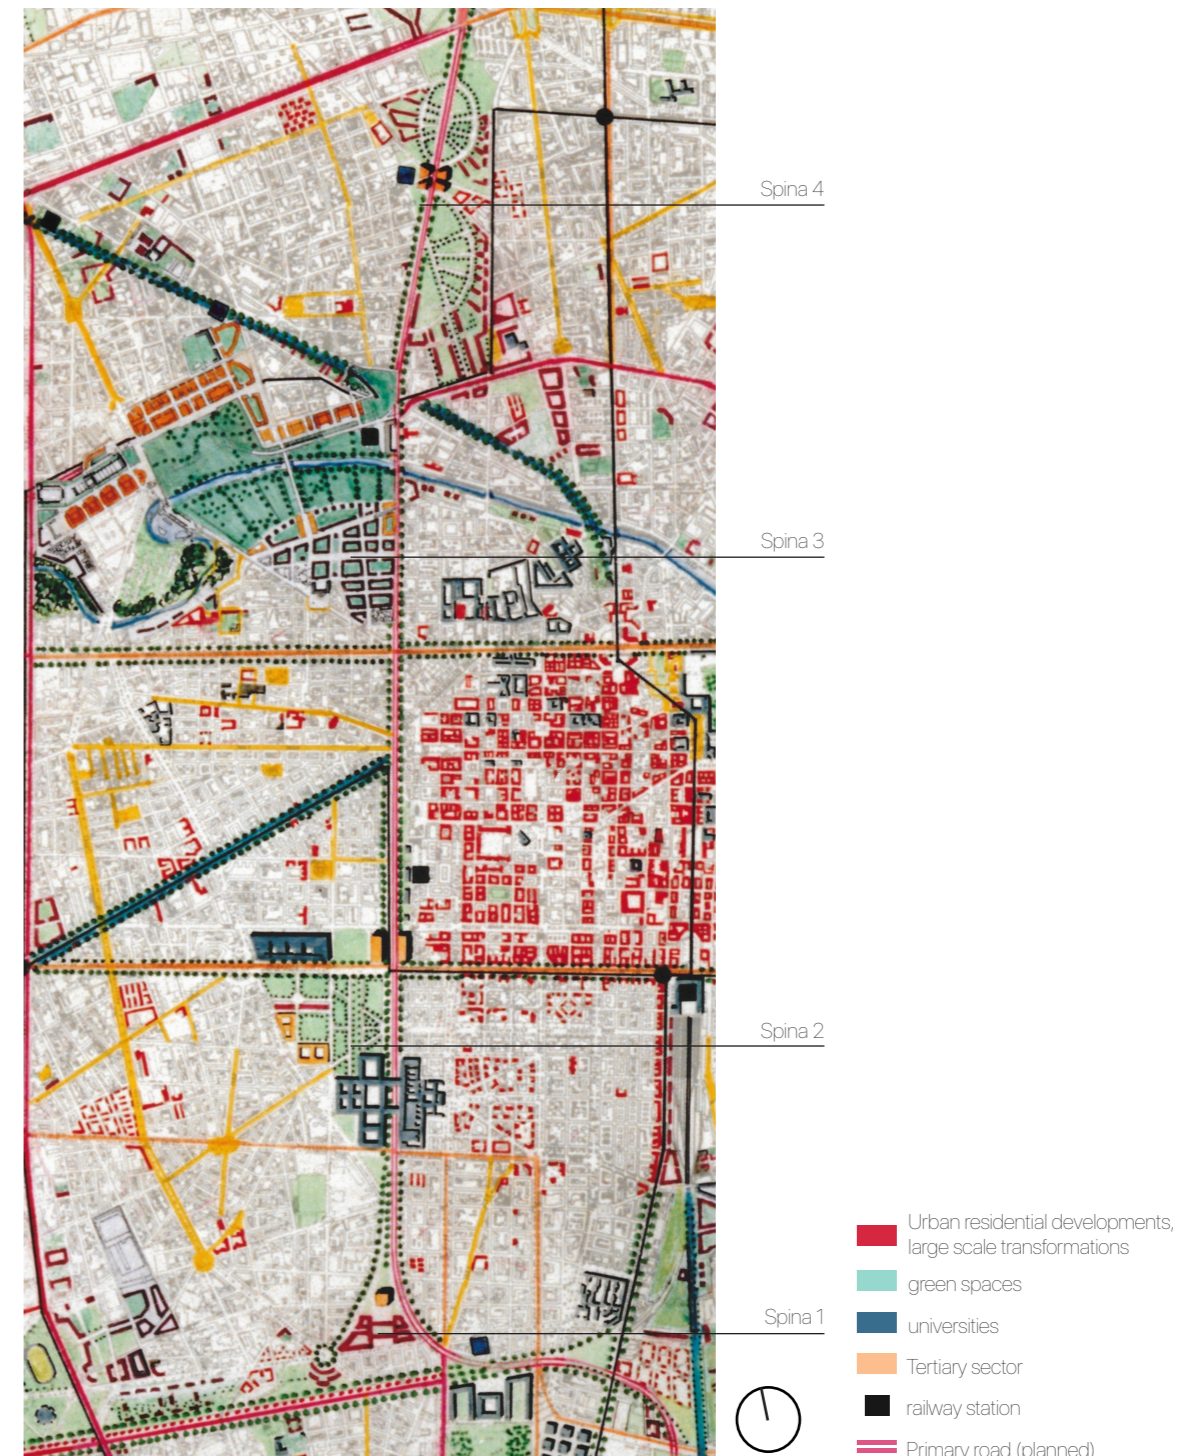 Spina 4
Spina 3
Spina 2
Spina 1
Urban residential developments,
large scale transformations
green spaces
universities
Tertiary sector
railway station
Primary road (planned)